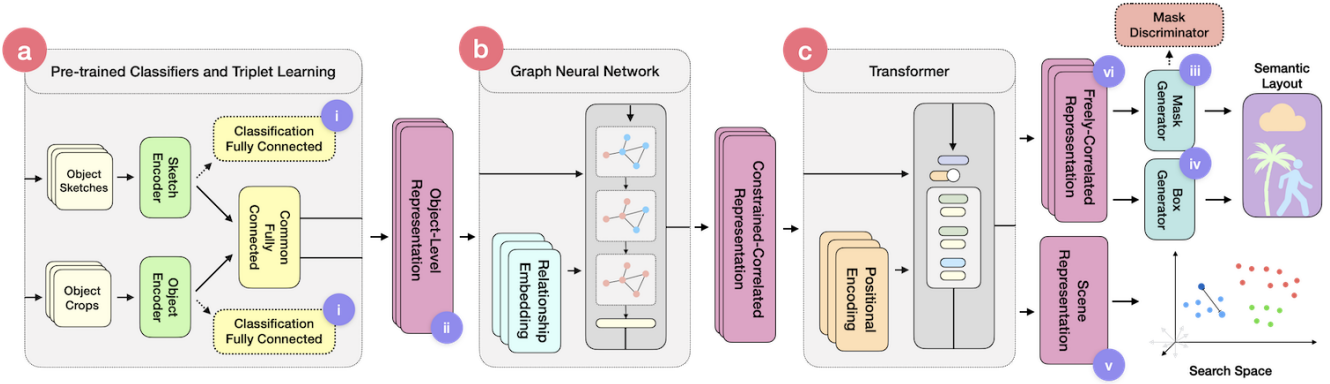 a
Pre-trained Classifiers and Triplet Learning
Object
Sketches
Sketch
Encoder
Classification
Fully Connected
i
Common
Fully
Connected
Object
Crops
Object
Encoder
Classification
Fully Connected
i
Object-Level
Representation
ii
b
Graph Neural Network
Relationship
Embedding
Constrained-Correlated
Representation
c
Transformer
Positional
Encoding
Freely-Correlated
Representation
vi
Mask
Discriminator
Mask
Generator
iii
Box
Generator
iv
Semantic
Layout
Scene
Representation
v
Search Space